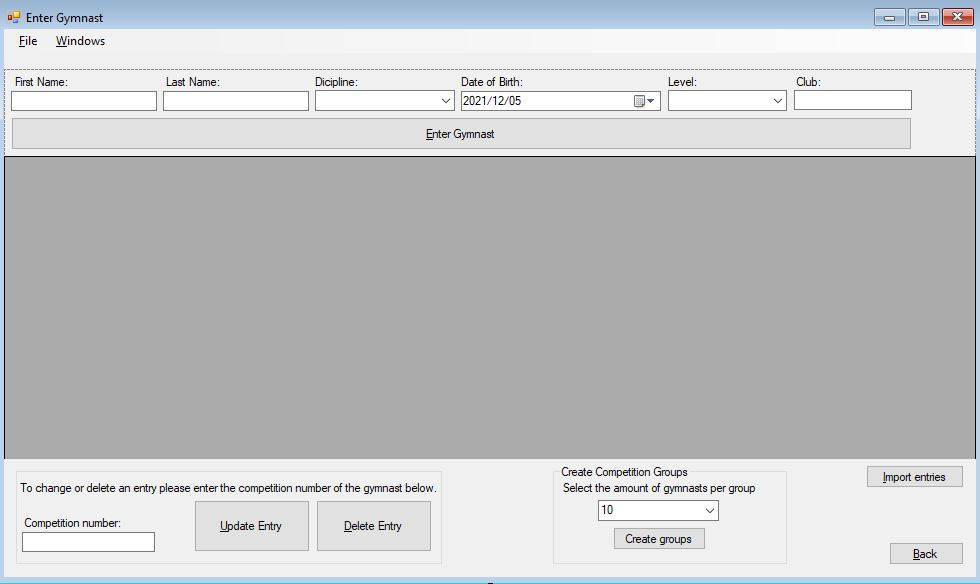 Enter Gymnast
File Windows
First Name: Last Name: Dicipline: Date of Birth: Level: Club:
2021/12/05
Enter Gymnast
Create Competition Groups
To change or delete an entry please enter the competition number of the gymnast below.
Select the amount of gymnasts per group
Import entries
Competition number:
Update Entry
Delete Entry
10
Create groups
Back